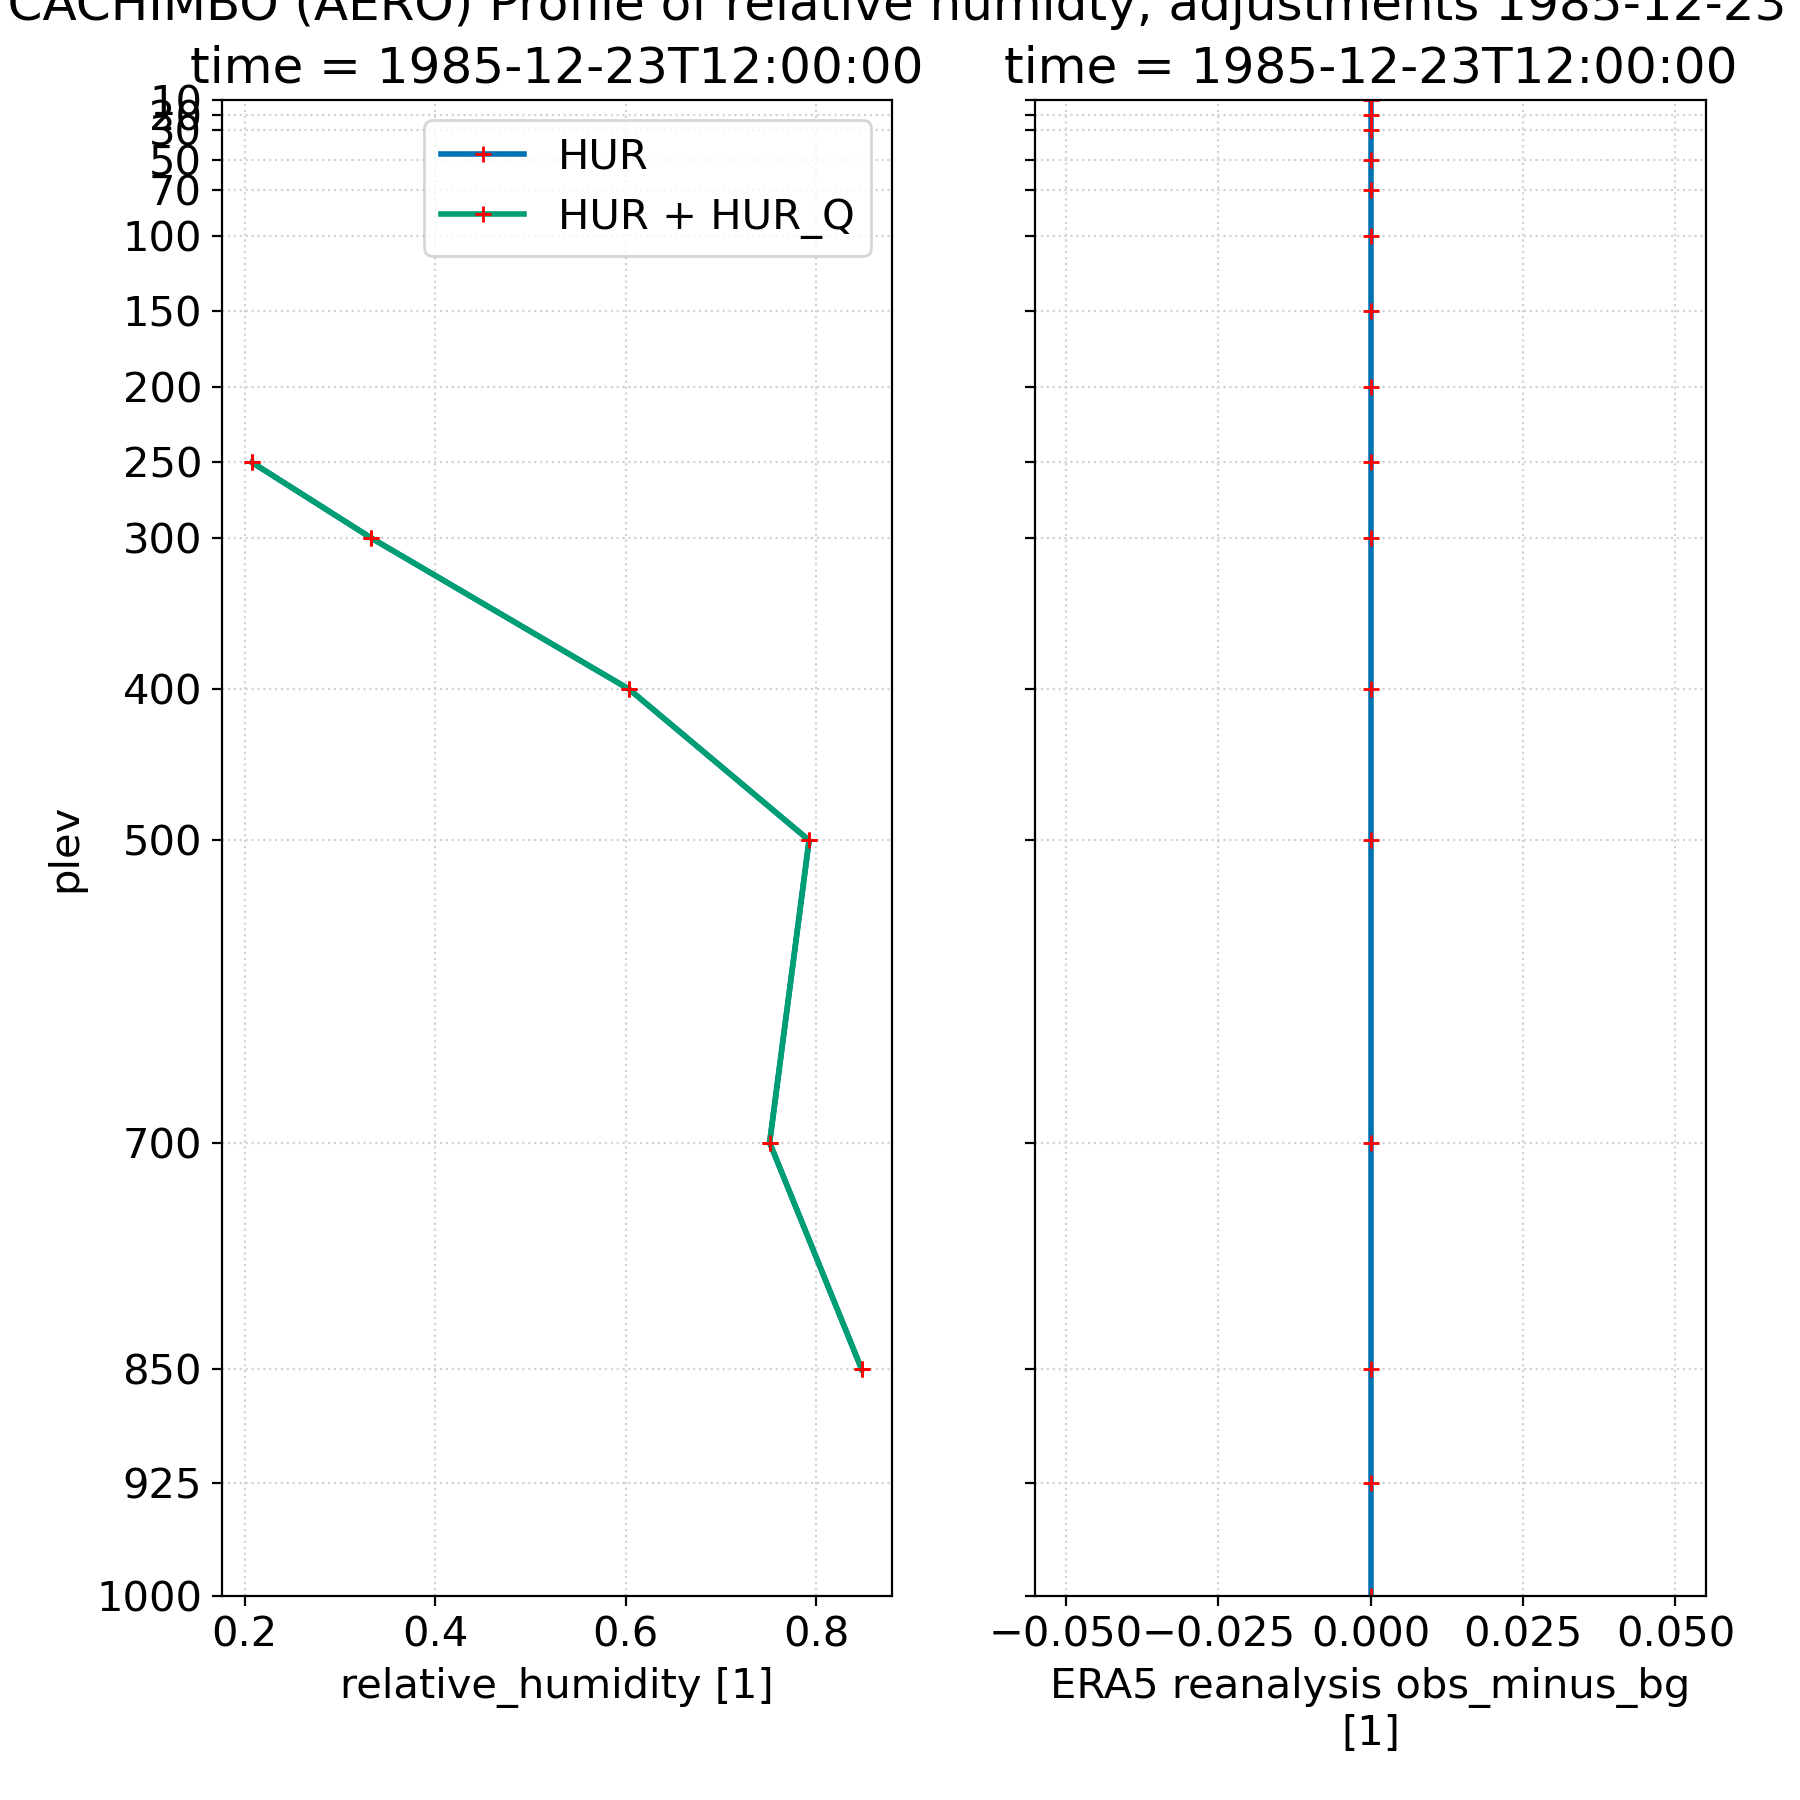 CACHIMBO (AERO) Profile of relative humidty, adjustments 1985-12-23
time = 1985-12-23T12:00:00
time = 1985-12-23T12:00:00
10
20
30
50
70
100
150
200
250
300
400
500
700
850
925
1000
plev
HUR
HUR + HUR_Q
0.2 0.4 0.6 0.8
relative_humidity [1]
−0.050 −0.025 0.000 0.025 0.050
ERA5 reanalysis obs_minus_bg
[1]